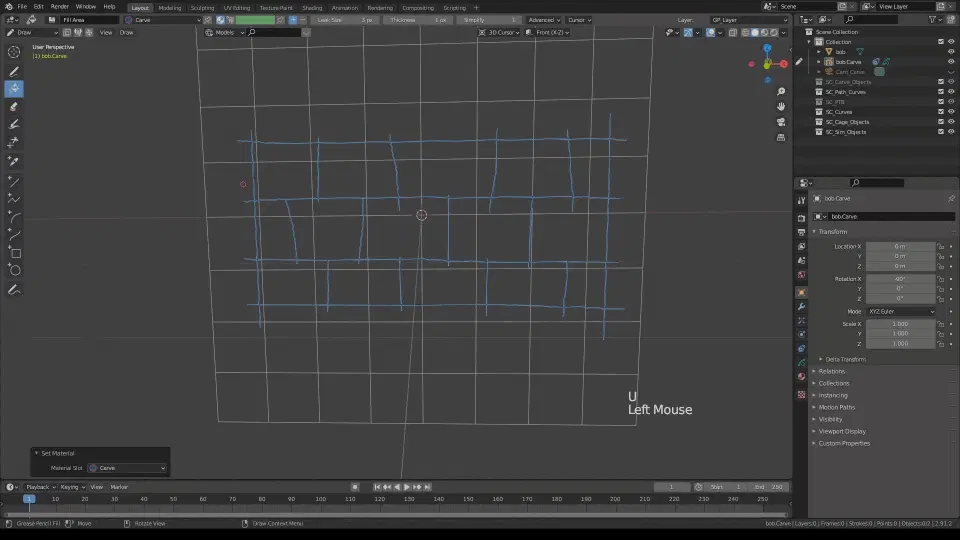 File Edit Render Window Help Layout Modeling Sculpting UV Editing Texture Paint Shading Animation Rendering Compositing Scripting Scene View Layer
Fill Area Carve Leak Size 3 px Thickness 1 px Simplify 1 Advanced Cursor Layer: GP_Layer
Draw View Draw Models 3D Cursor Front (X-Z)
User Perspective
(1) bob.Carve
Scene Collection
Collection
bob
bob.Carve
Cam_Carve
SC_Carve_Objects
SC_Path_Curves
SC_PTB
SC_Curves
SC_Cage_Objects
SC_Sim_Objects
bob.Carve
bob.Carve
Transform
Location X 0 m
Y 0 m
Z 0 m
Rotation X -90°
Y 0°
Z 0°
Mode XYZ Euler
Scale X 1.000
Y 1.000
Z 1.000
Delta Transform
Relations
Collections
Instancing
Motion Paths
Visibility
Viewport Display
Custom Properties
U
Left Mouse
Set Material
Material Slot Carve
Playback Keying View Marker 1 Start 1 End 250
1 10 20 30 40 50 60 70 80 90 100 110 120 130 140 150 160 170 180 190 200 210 220 230 240 250
Grease Pencil Fill Move Rotate View Draw Context Menu bob.Carve | Layers:0 | Frames:0 | Strokes:0 | Points:0 | Objects:0/2 | 2.91.2